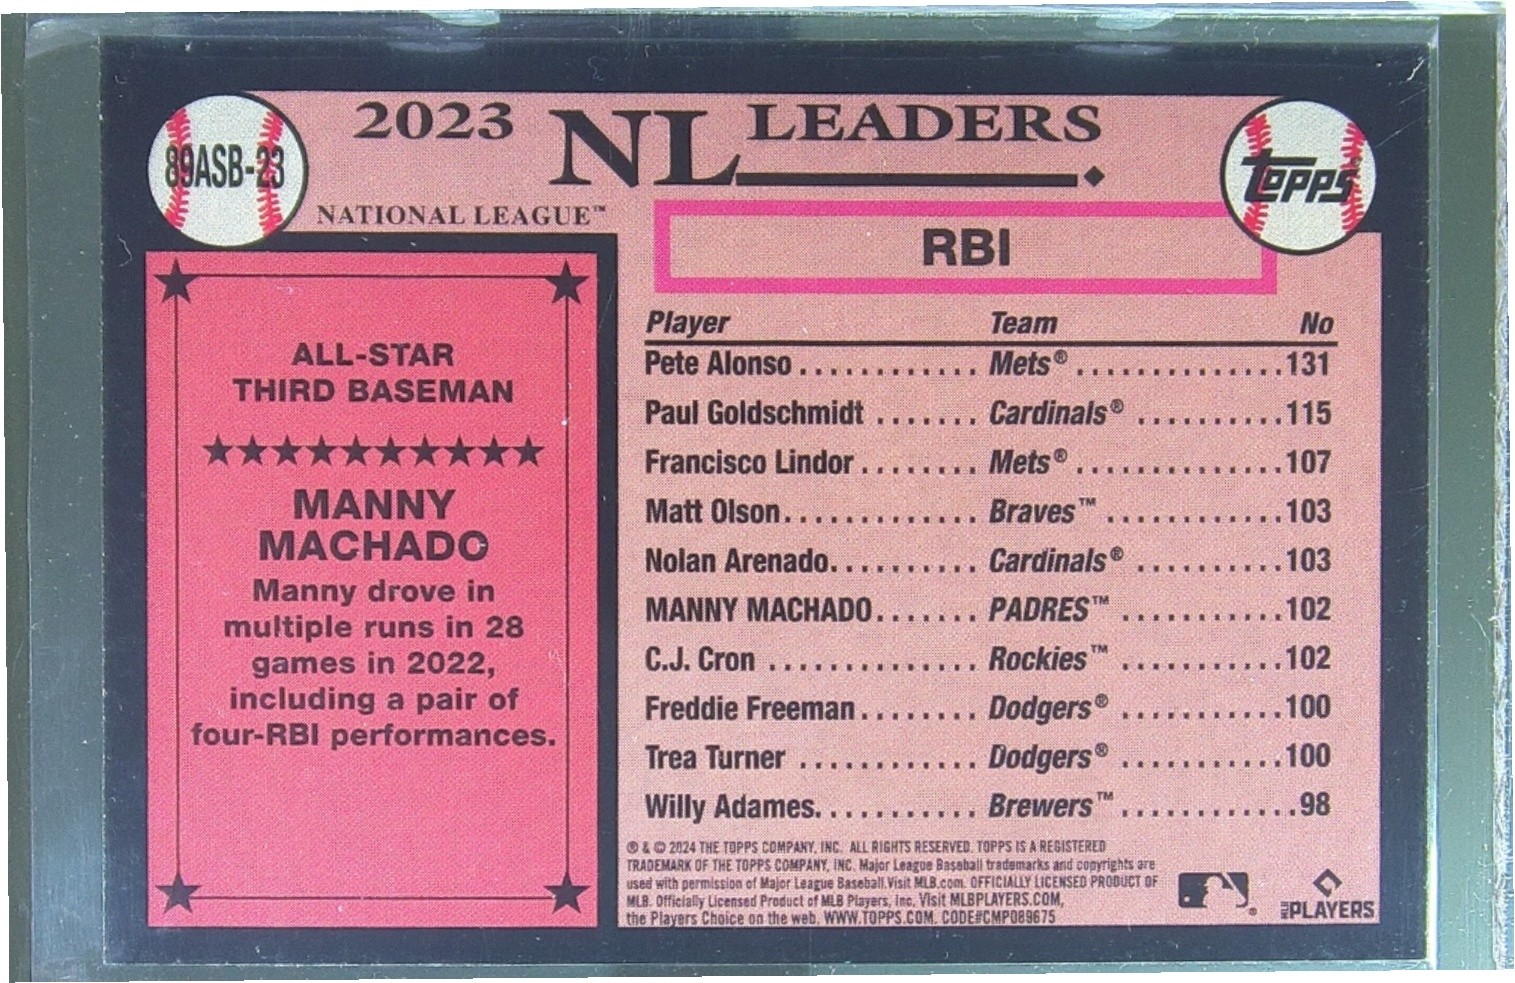 89ASB-23
2023 NL LEADERS
NATIONAL LEAGUE™
Topps
RBI
ALL-STAR
THIRD BASEMAN
MANNY
MACHADO
Manny drove in
multiple runs in 28
games in 2022,
including a pair of
four-RBI performances.
Player Team No
Pete Alonso ............ Mets® ..............131
Paul Goldschmidt ....... Cardinals® ..........115
Francisco Lindor ........ Mets® ..............107
Matt Olson............. Braves™ ............103
Nolan Arenado.......... Cardinals® ..........103
MANNY MACHADO....... PADRES™ ...........102
C.J. Cron .............. Rockies™ ...........102
Freddie Freeman........ Dodgers® ...........100
Trea Turner ............ Dodgers® ...........100
Willy Adames........... Brewers™ ............98
® & © 2024 THE TOPPS COMPANY, INC. ALL RIGHTS RESERVED. TOPPS IS A REGISTERED
TRADEMARK OF THE TOPPS COMPANY, INC. Major League Baseball trademarks and copyrights are
used with permission of Major League Baseball.Visit MLB.com. OFFICIALLY LICENSED PRODUCT OF
MLB. Officially Licensed Product of MLB Players, Inc. Visit MLBPLAYERS.COM,
the Players Choice on the web. WWW.TOPPS.COM. CODE#CMP089675
MLB PLAYERS